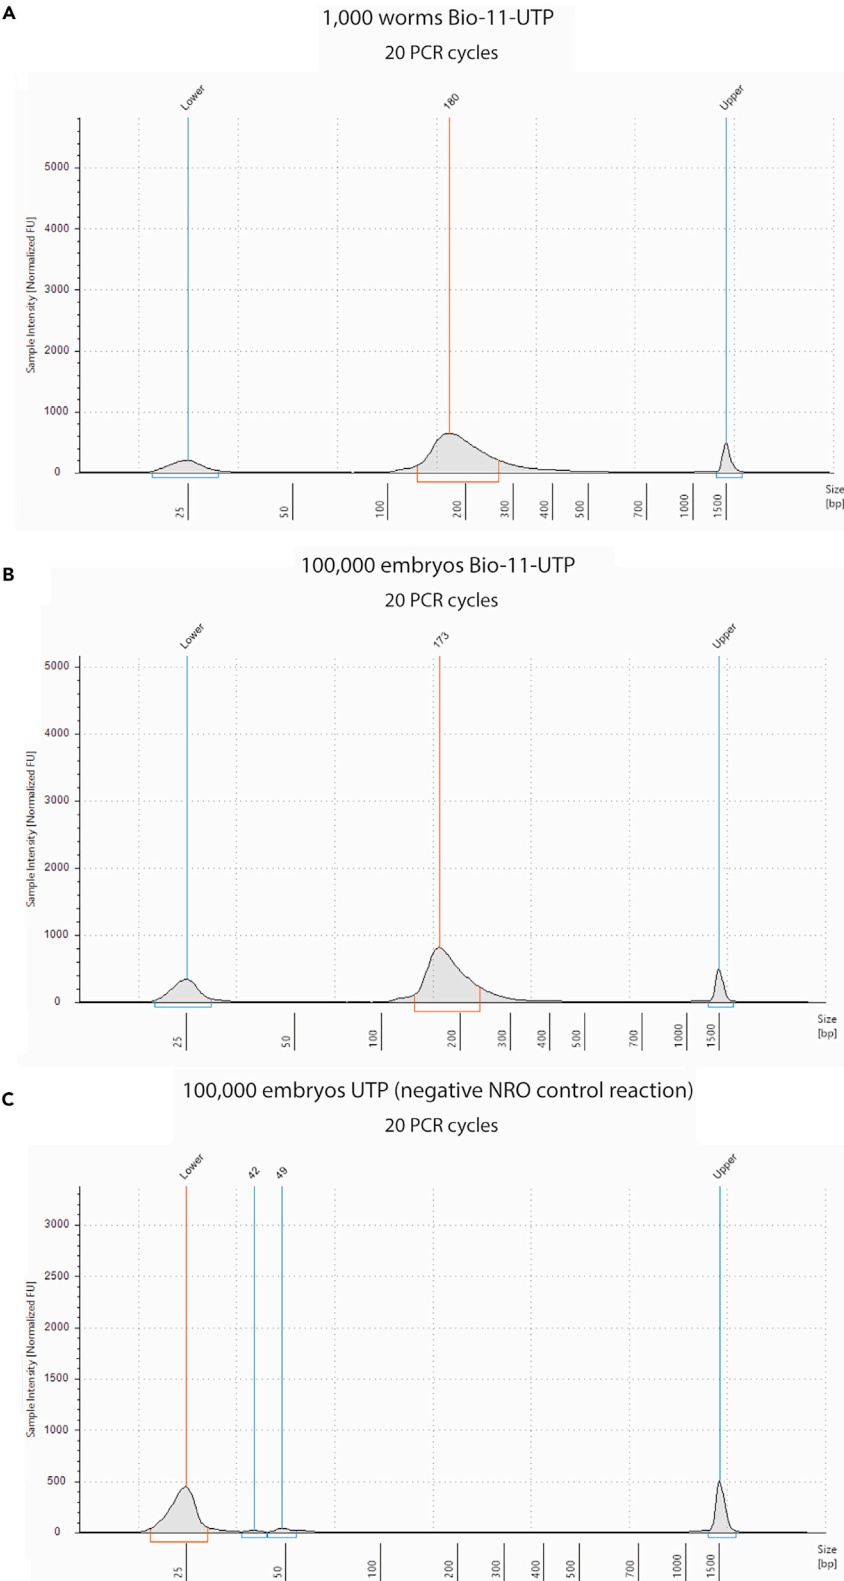 A
1,000 worms Bio-11-UTP
20 PCR cycles
Lower
180
Upper
Sample Intensity [Normalized FU]
5000
4000
3000
2000
1000
0
25
50
100
200
300
400
500
700
1000
1500
Size
[bp]
B
100,000 embryos Bio-11-UTP
20 PCR cycles
Lower
173
Upper
Sample Intensity [Normalized FU]
5000
4000
3000
2000
1000
0
25
50
100
200
300
400
500
700
1000
1500
Size
[bp]
C
100,000 embryos UTP (negative NRO control reaction)
20 PCR cycles
Lower
42
49
Upper
Sample Intensity [Normalized FU]
3000
2500
2000
1500
1000
500
0
25
50
100
200
300
400
500
700
1000
1500
Size
[bp]